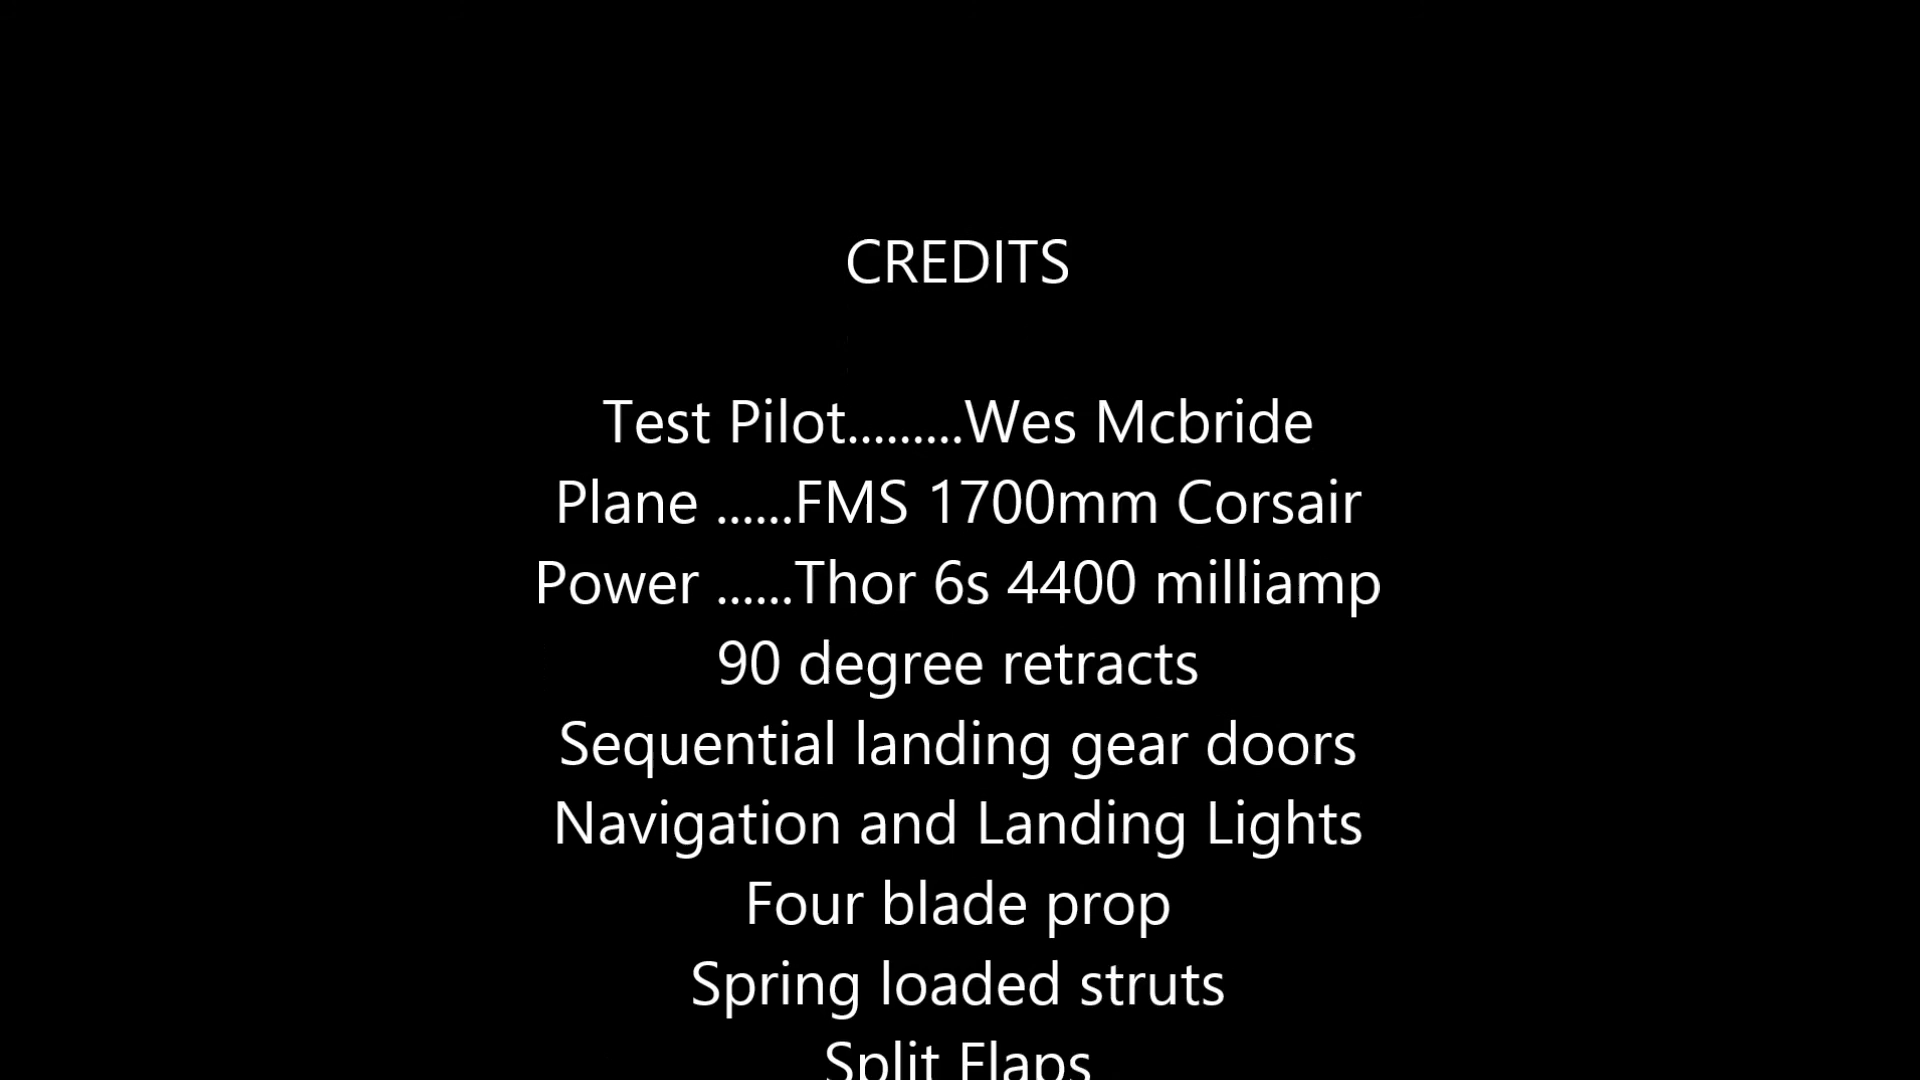 CREDITS
Test Pilot.........Wes Mcbride
Plane ......FMS 1700mm Corsair
Power ......Thor 6s 4400 milliamp
90 degree retracts
Sequential landing gear doors
Navigation and Landing Lights
Four blade prop
Spring loaded struts
Split Flaps